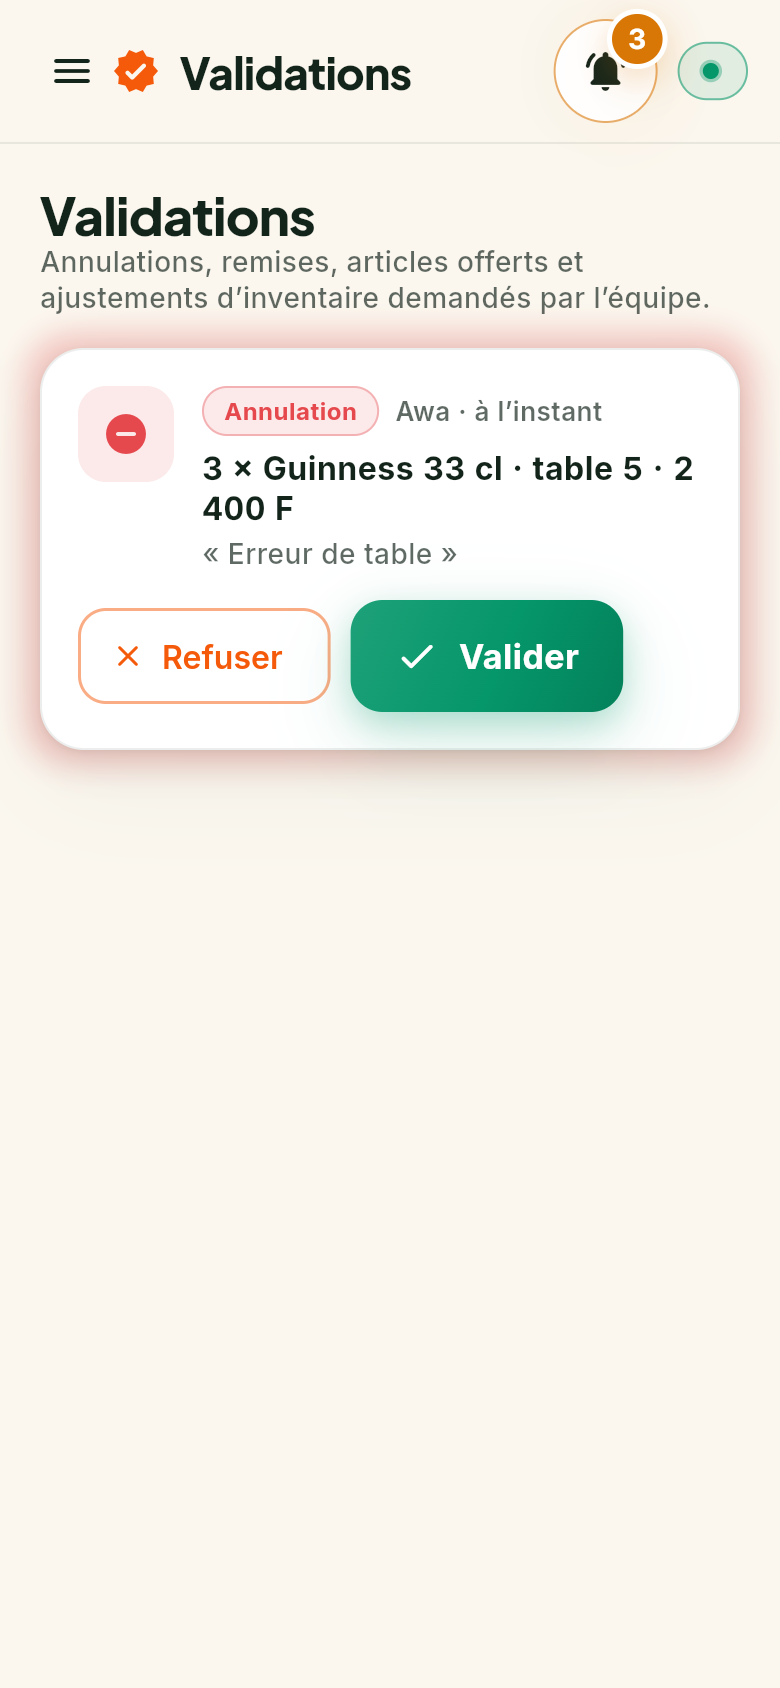 Validations
3
Validations
Annulations, remises, articles offerts et
ajustements d’inventaire demandés par l’équipe.
Annulation Awa · à l’instant
3 × Guinness 33 cl · table 5 · 2
400 F
« Erreur de table »
Refuser Valider